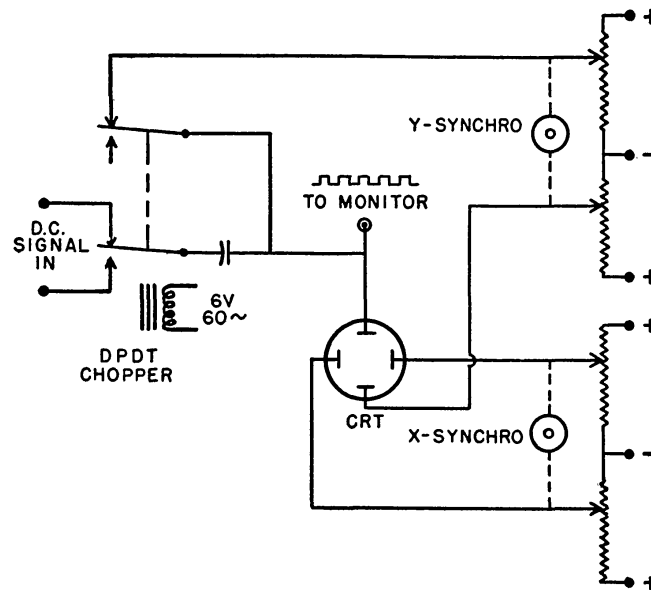 +
Y-SYNCHRO
-
TO MONITOR
D.C.
SIGNAL
IN
+
6V
60~
+
DPDT
CHOPPER
CRT
X-SYNCHRO
-
+